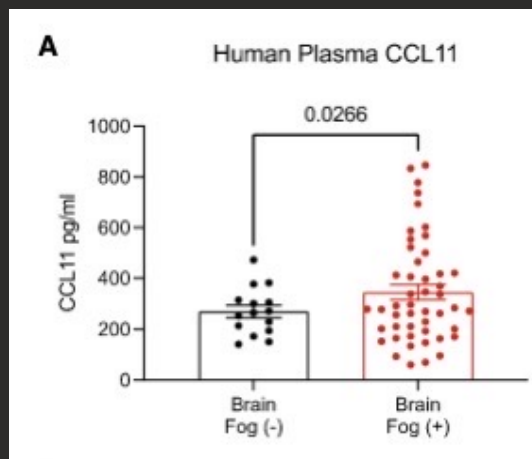 A
Human Plasma CCL11
0.0266
1000
800
600
400
200
0
CCL11 pg/ml
Brain
Fog (-)
Brain
Fog (+)